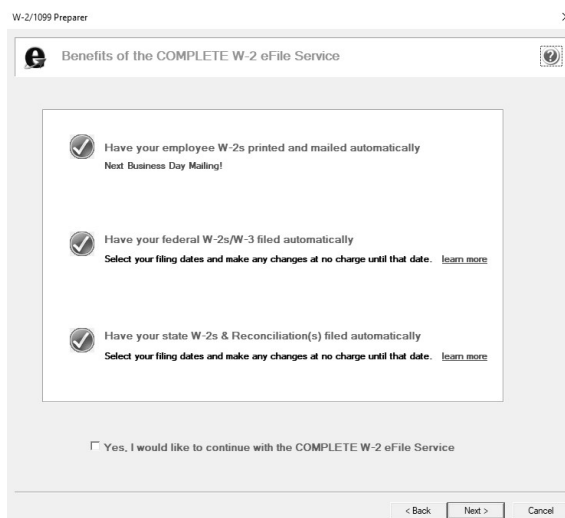 W-2/1099 Preparer
Benefits of the COMPLETE W-2 eFile Service
Have your employee W-2s printed and mailed automatically
Next Business Day Mailing!
Have your federal W-2s/W-3 filed automatically
Select your filing dates and make any changes at no charge until that date. learn more
Have your state W-2s & Reconciliation(s) filed automatically
Select your filing dates and make any changes at no charge until that date. learn more
Yes, I would like to continue with the COMPLETE W-2 eFile Service
< Back Next > Cancel